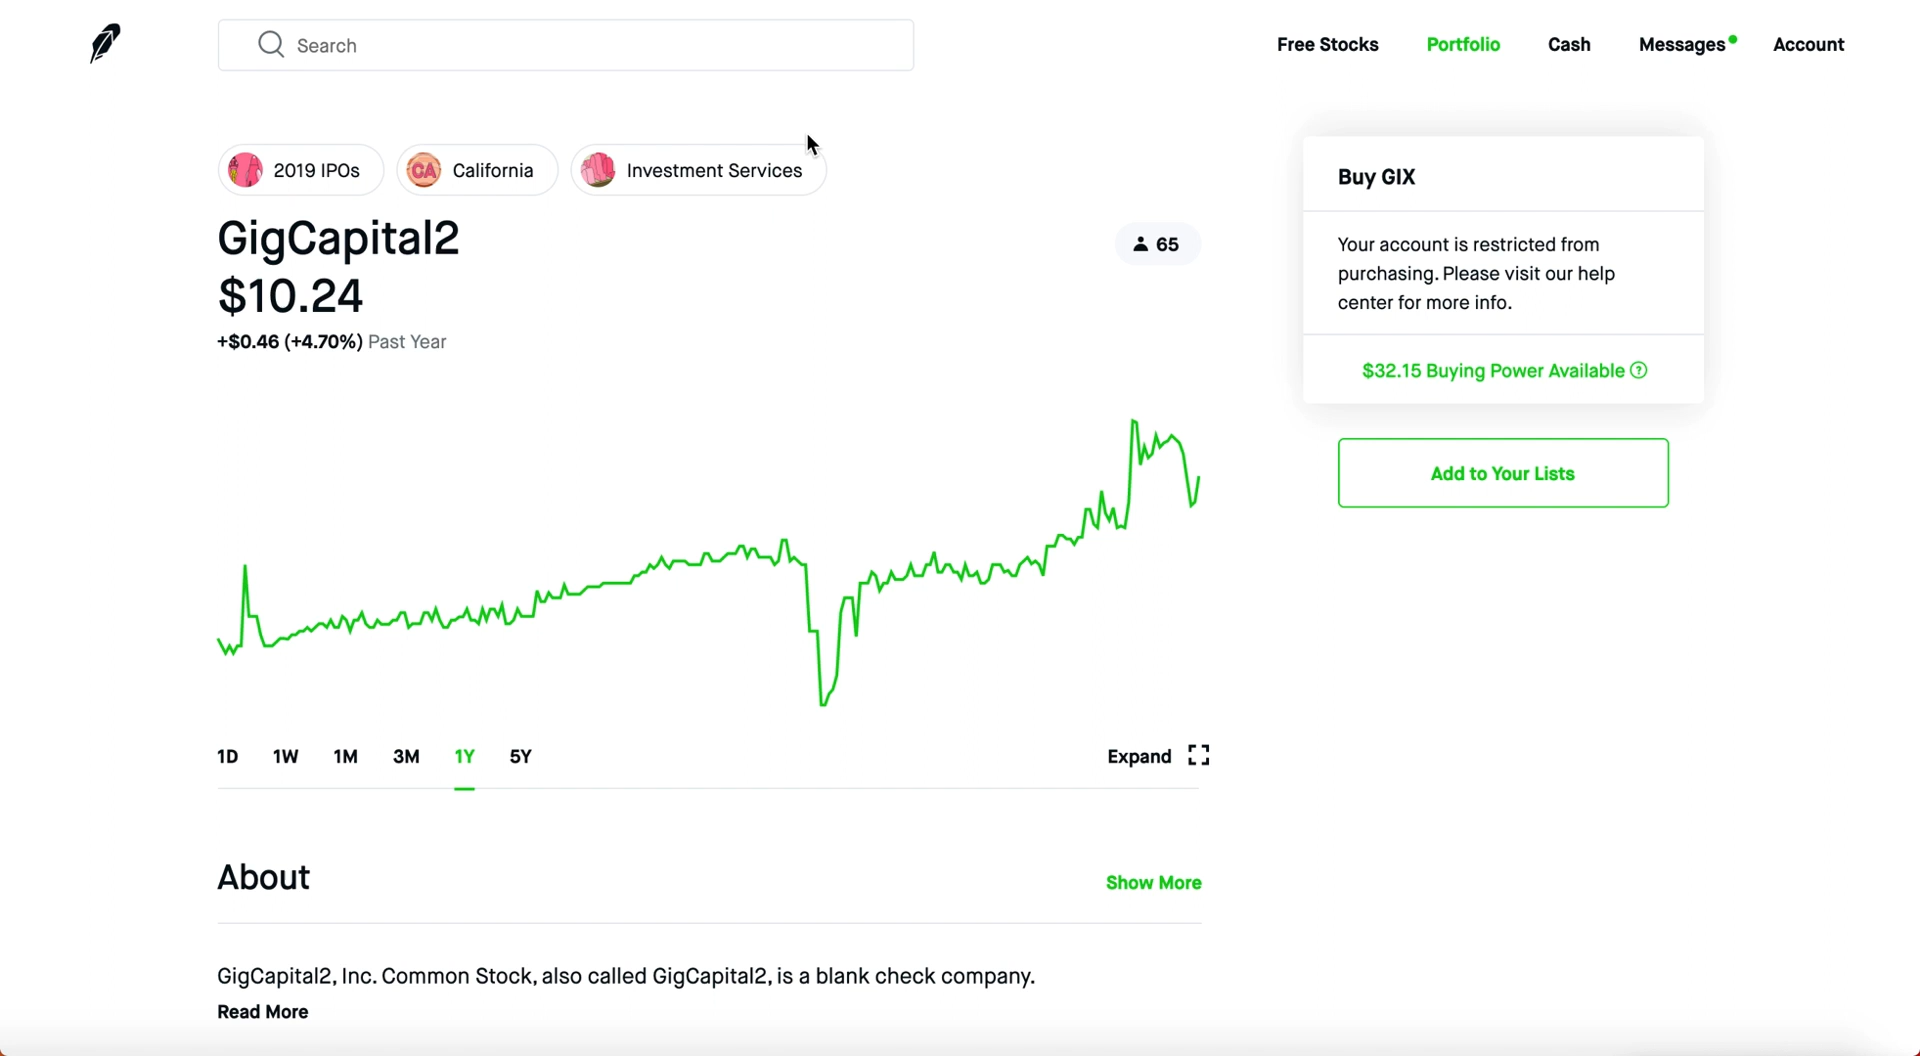 Search
Free Stocks
Portfolio
Cash
Messages
Account
2019 IPOs
CA
California
Investment Services
GigCapital2
$10.24
+$0.46 (+4.70%) Past Year
65
Buy GIX
Your account is restricted from
purchasing. Please visit our help
center for more info.
$32.15 Buying Power Available ?
Add to Your Lists
1D
1W
1M
3M
1Y
5Y
Expand
About
Show More
GigCapital2, Inc. Common Stock, also called GigCapital2, is a blank check company.
Read More